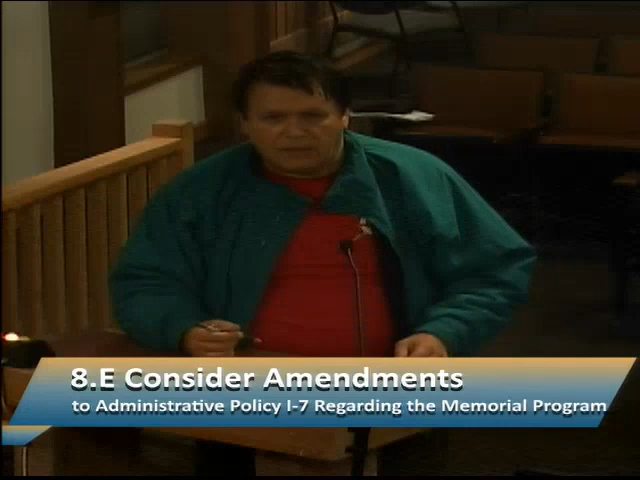 8.E Consider Amendments
to Administrative Policy I-7 Regarding the Memorial Program